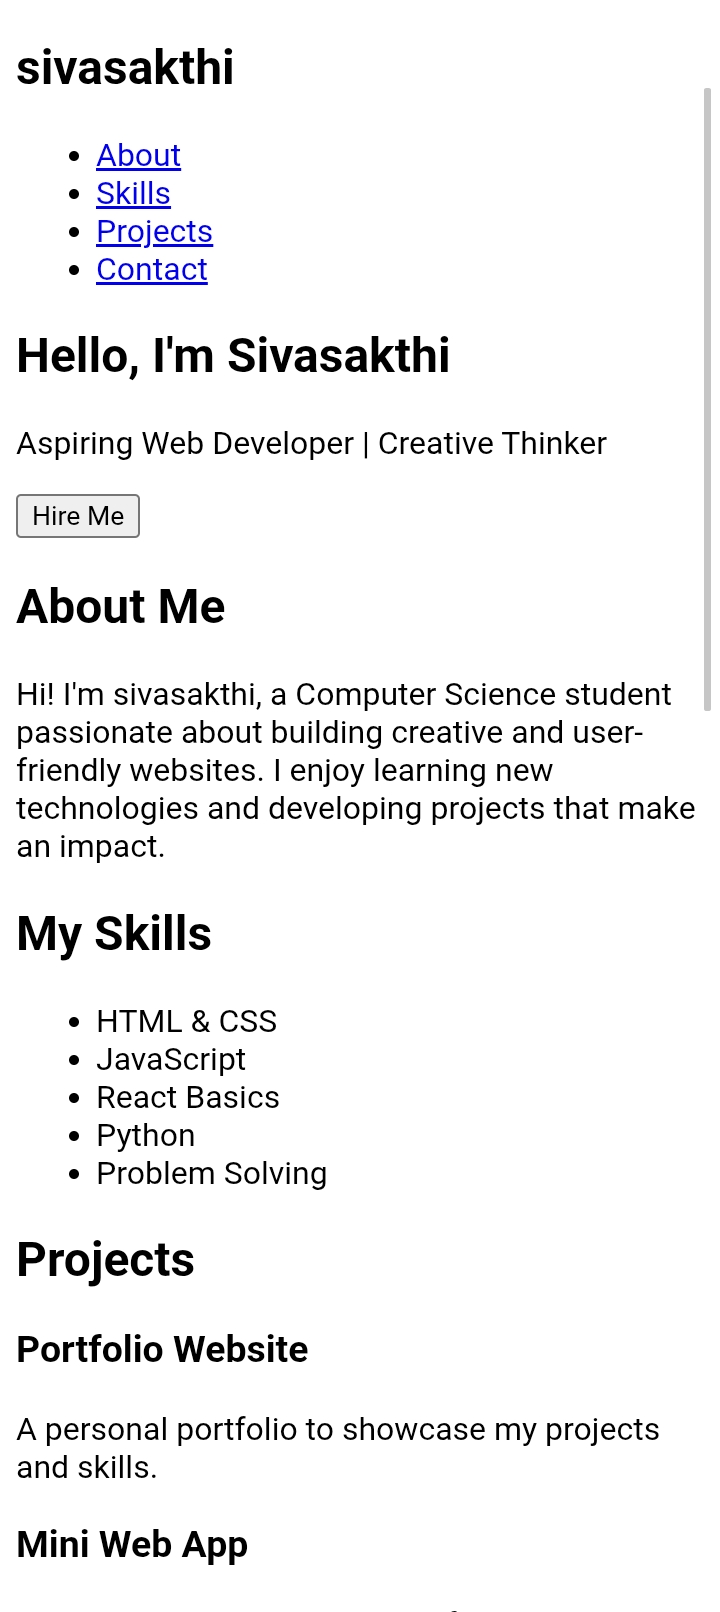 sivasakthi
About
Skills
Projects
Contact
Hello, I'm Sivasakthi
Aspiring Web Developer | Creative Thinker
Hire Me
About Me
Hi! I'm sivasakthi, a Computer Science student
passionate about building creative and user-
friendly websites. I enjoy learning new
technologies and developing projects that make
an impact.
My Skills
HTML & CSS
JavaScript
React Basics
Python
Problem Solving
Projects
Portfolio Website
A personal portfolio to showcase my projects
and skills.
Mini Web App